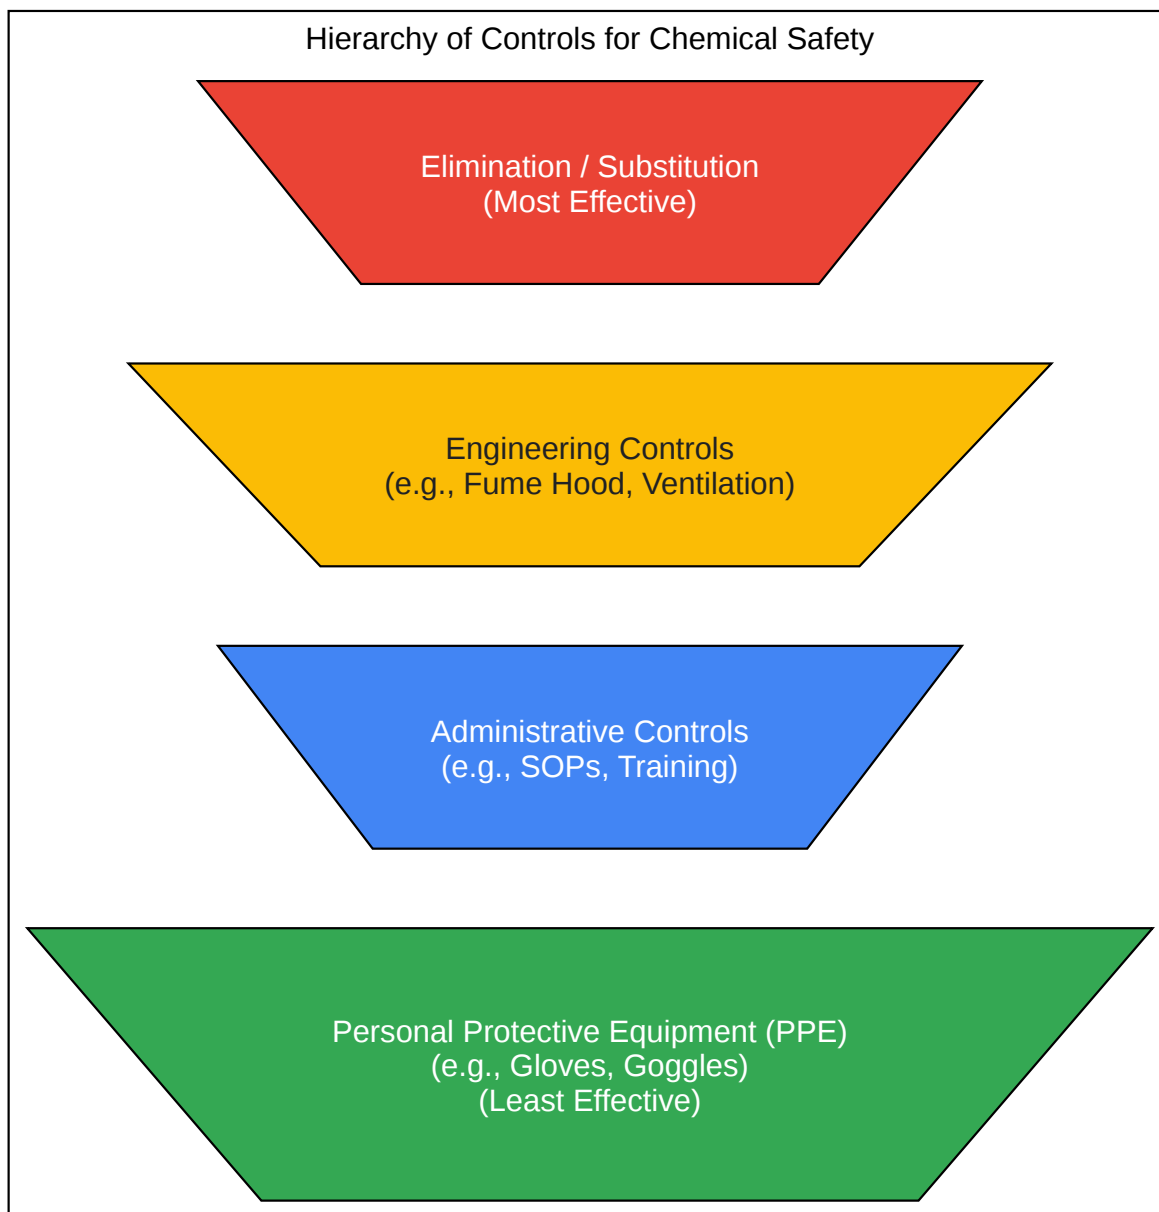 Hierarchy of Controls for Chemical Safety
Elimination / Substitution
(Most Effective)
Engineering Controls
(e.g., Fume Hood, Ventilation)
Administrative Controls
(e.g., SOPs, Training)
Personal Protective Equipment (PPE)
(e.g., Gloves, Goggles)
(Least Effective)